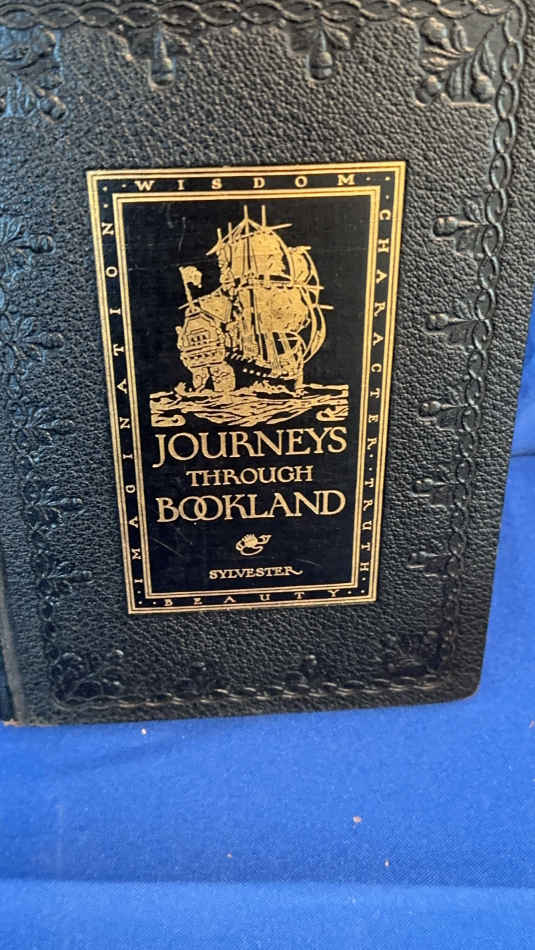 WISDOM
IMAGINATION
CHARACTER · TRUTH
JOURNEYS
THROUGH
BOOKLAND
SYLVESTER
BEAUTY